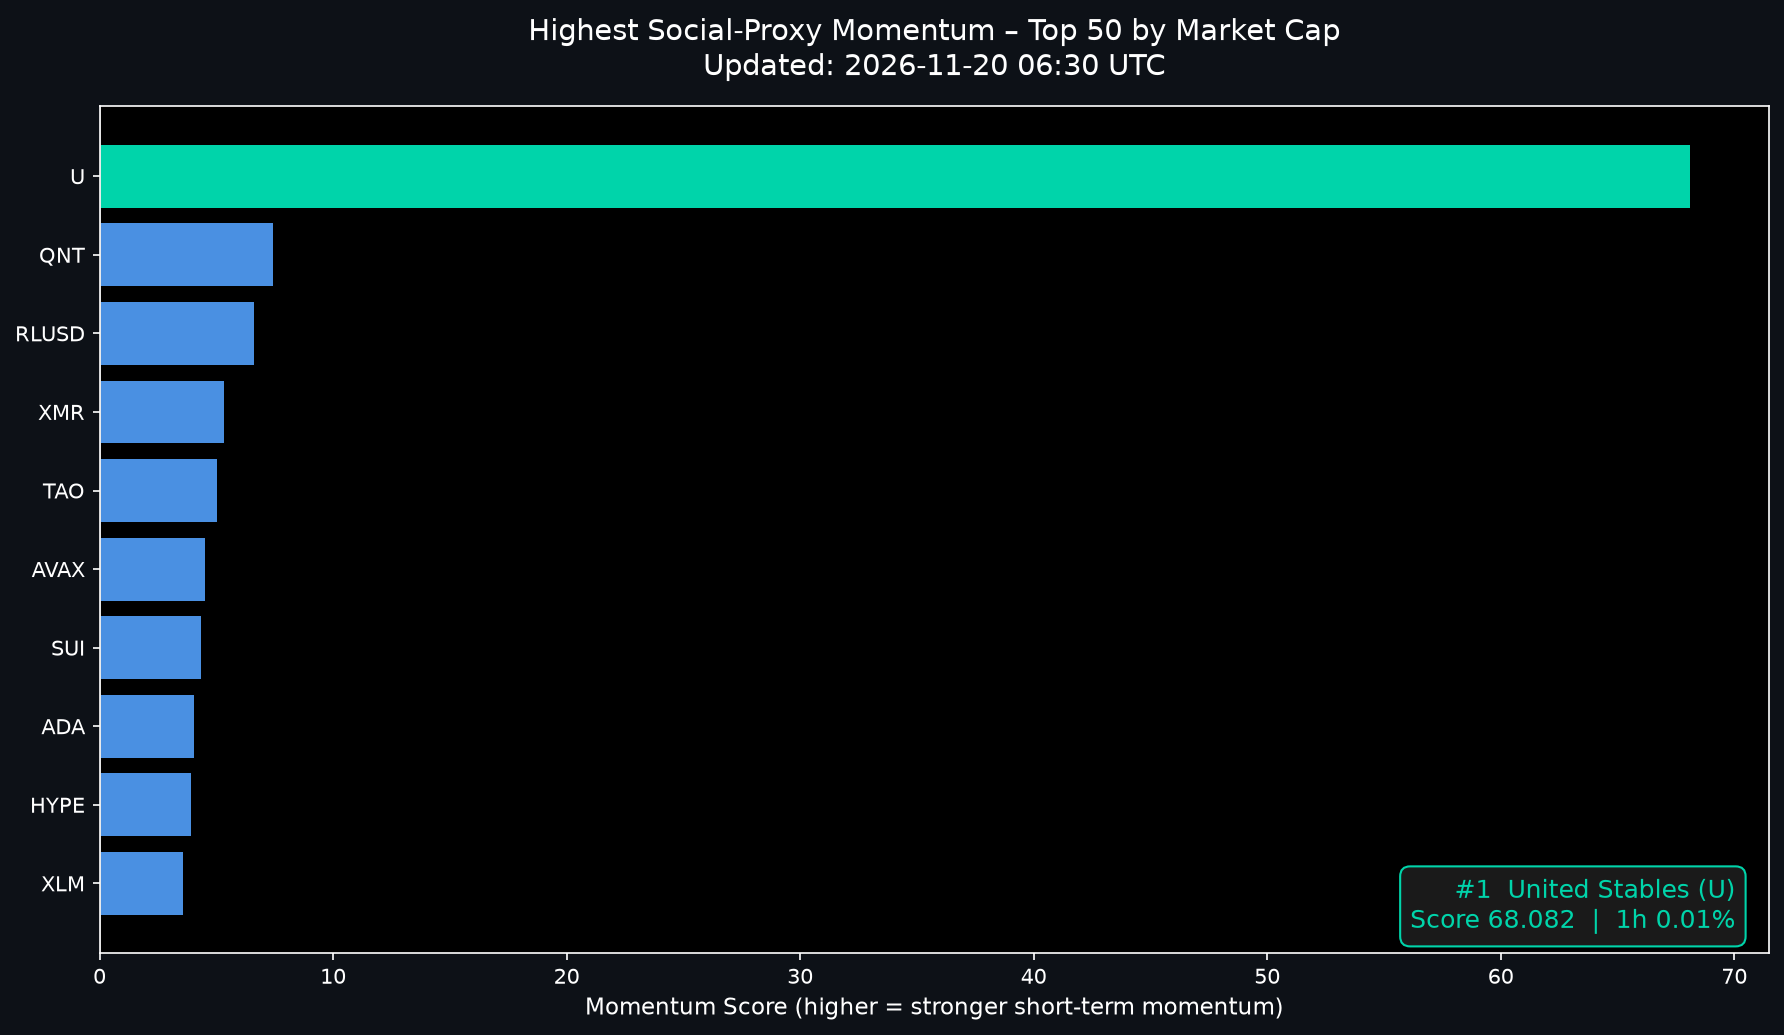 Highest Social-Proxy Momentum – Top 50 by Market Cap
Updated: 2026-11-20 06:30 UTC
U
QNT
RLUSD
XMR
TAO
AVAX
SUI
ADA
HYPE
XLM
#1  United Stables (U)
Score 68.082  |  1h 0.01%
0 10 20 30 40 50 60 70
Momentum Score (higher = stronger short-term momentum)